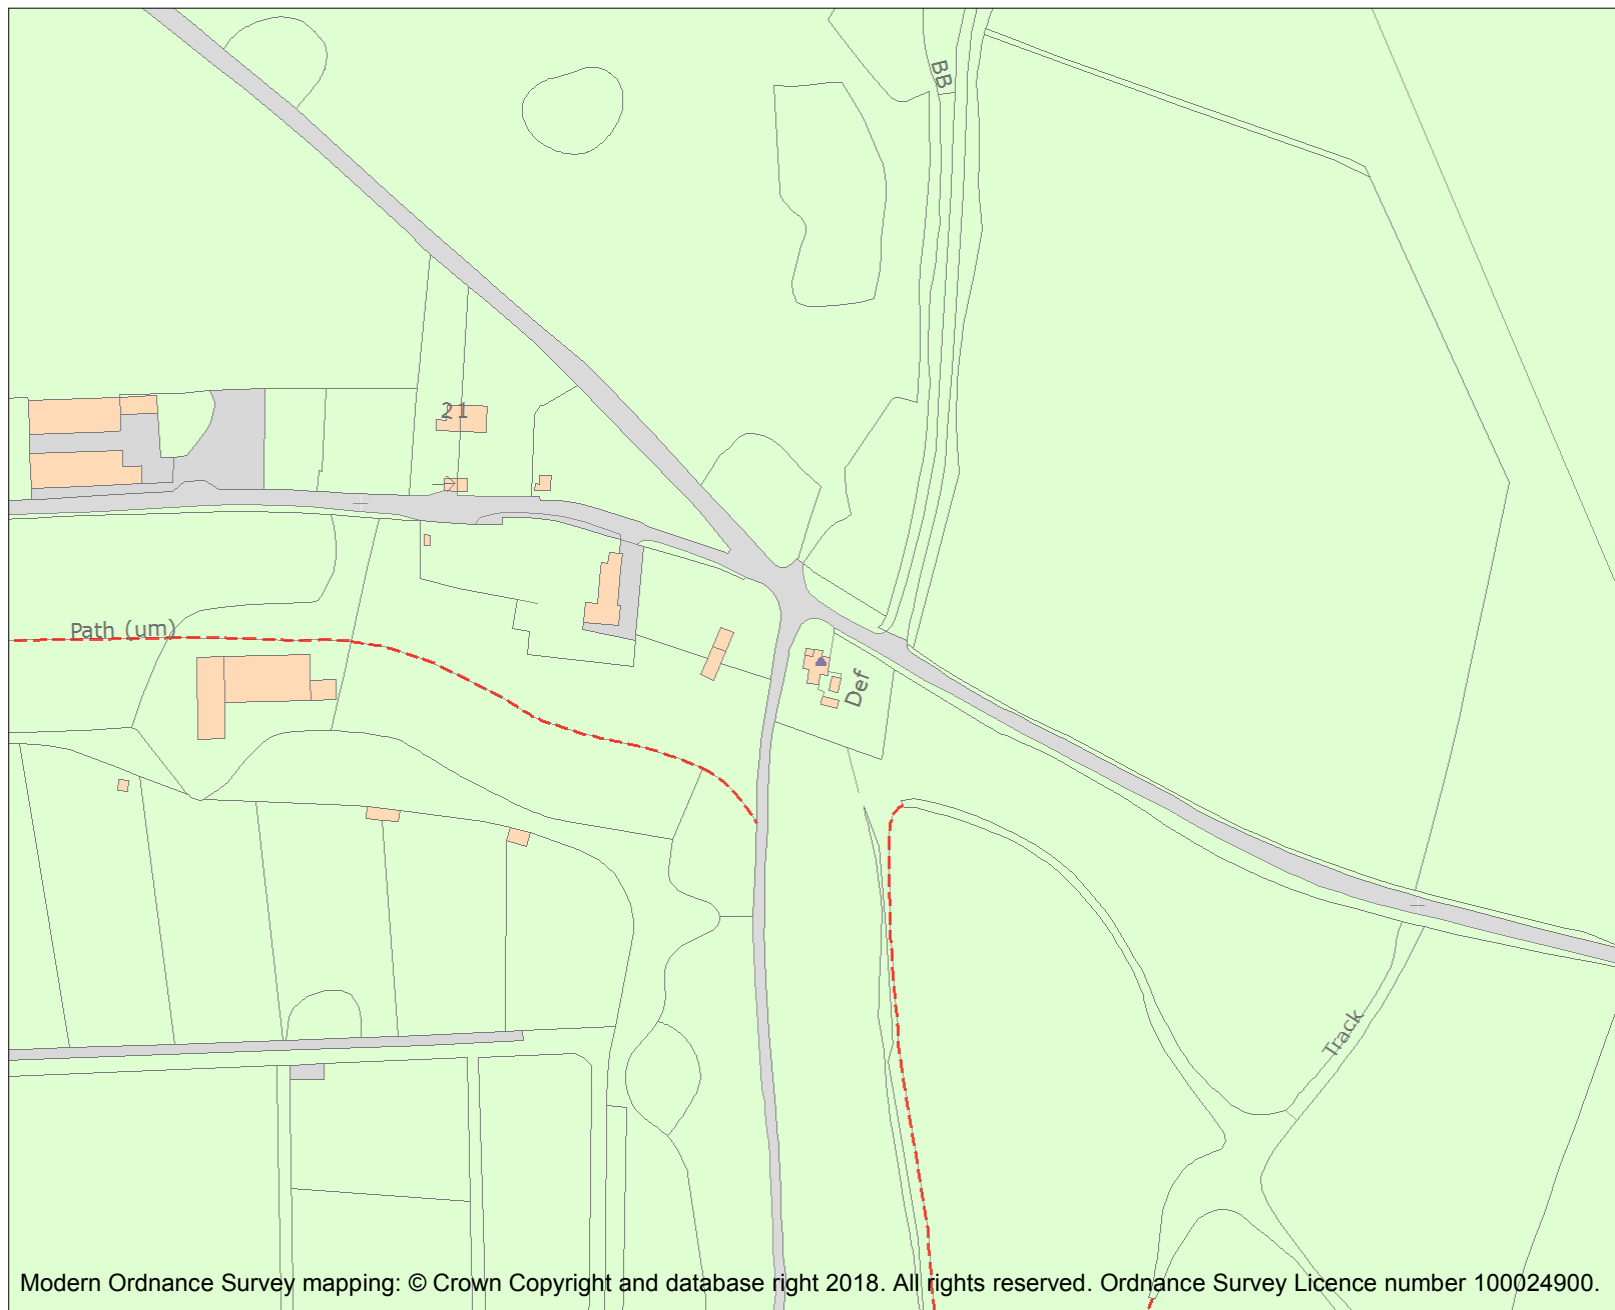 BB
21
Path (um)
Def
Track
Modern Ordnance Survey mapping: © Crown Copyright and database right 2018. All rights reserved. Ordnance Survey Licence number 100024900.